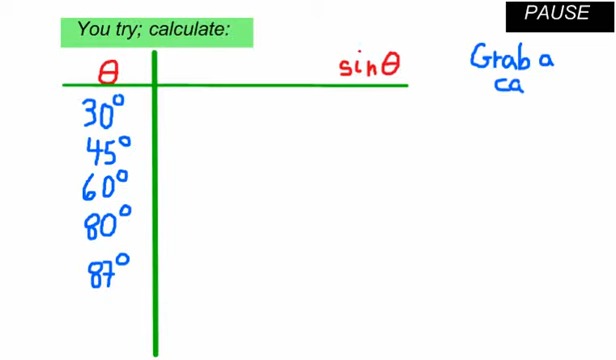 PAUSE
You try; calculate:
θ sinθ
Grab a
ca
30°
45°
60°
80°
87°